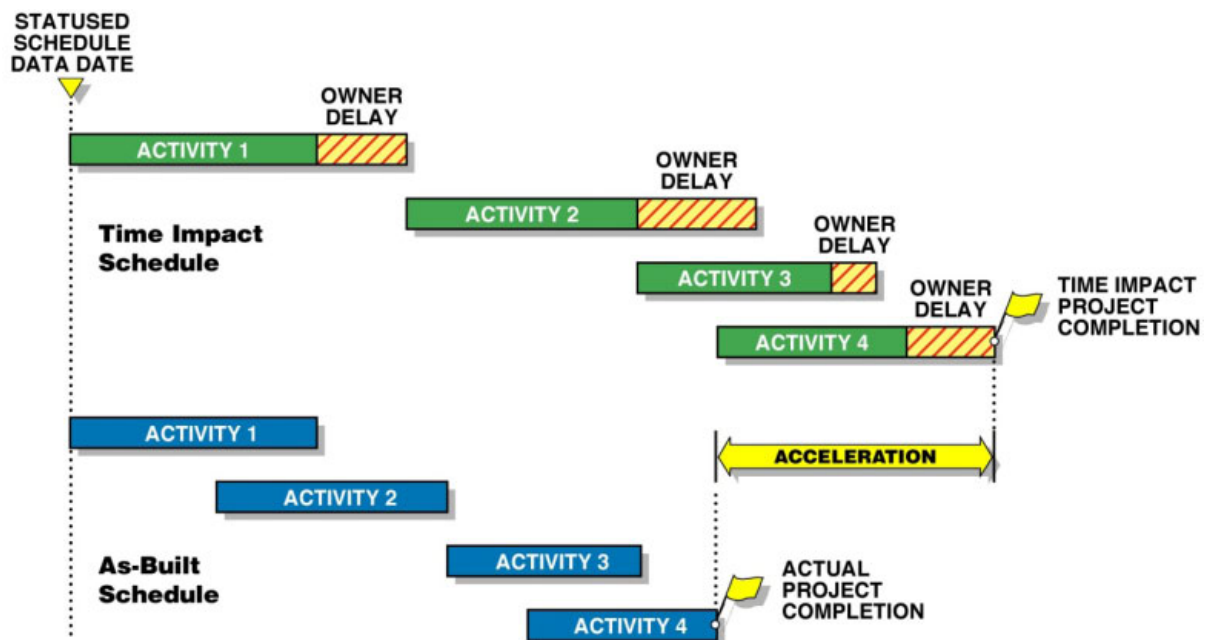 STATUSED
SCHEDULE
DATA DATE
OWNER
DELAY
ACTIVITY 1
OWNER
DELAY
ACTIVITY 2
Time Impact
Schedule
OWNER
DELAY
ACTIVITY 3
OWNER
DELAY
ACTIVITY 4
TIME IMPACT
PROJECT
COMPLETION
ACTIVITY 1
ACCELERATION
ACTIVITY 2
ACTIVITY 3
As-Built
Schedule
ACTIVITY 4
ACTUAL
PROJECT
COMPLETION